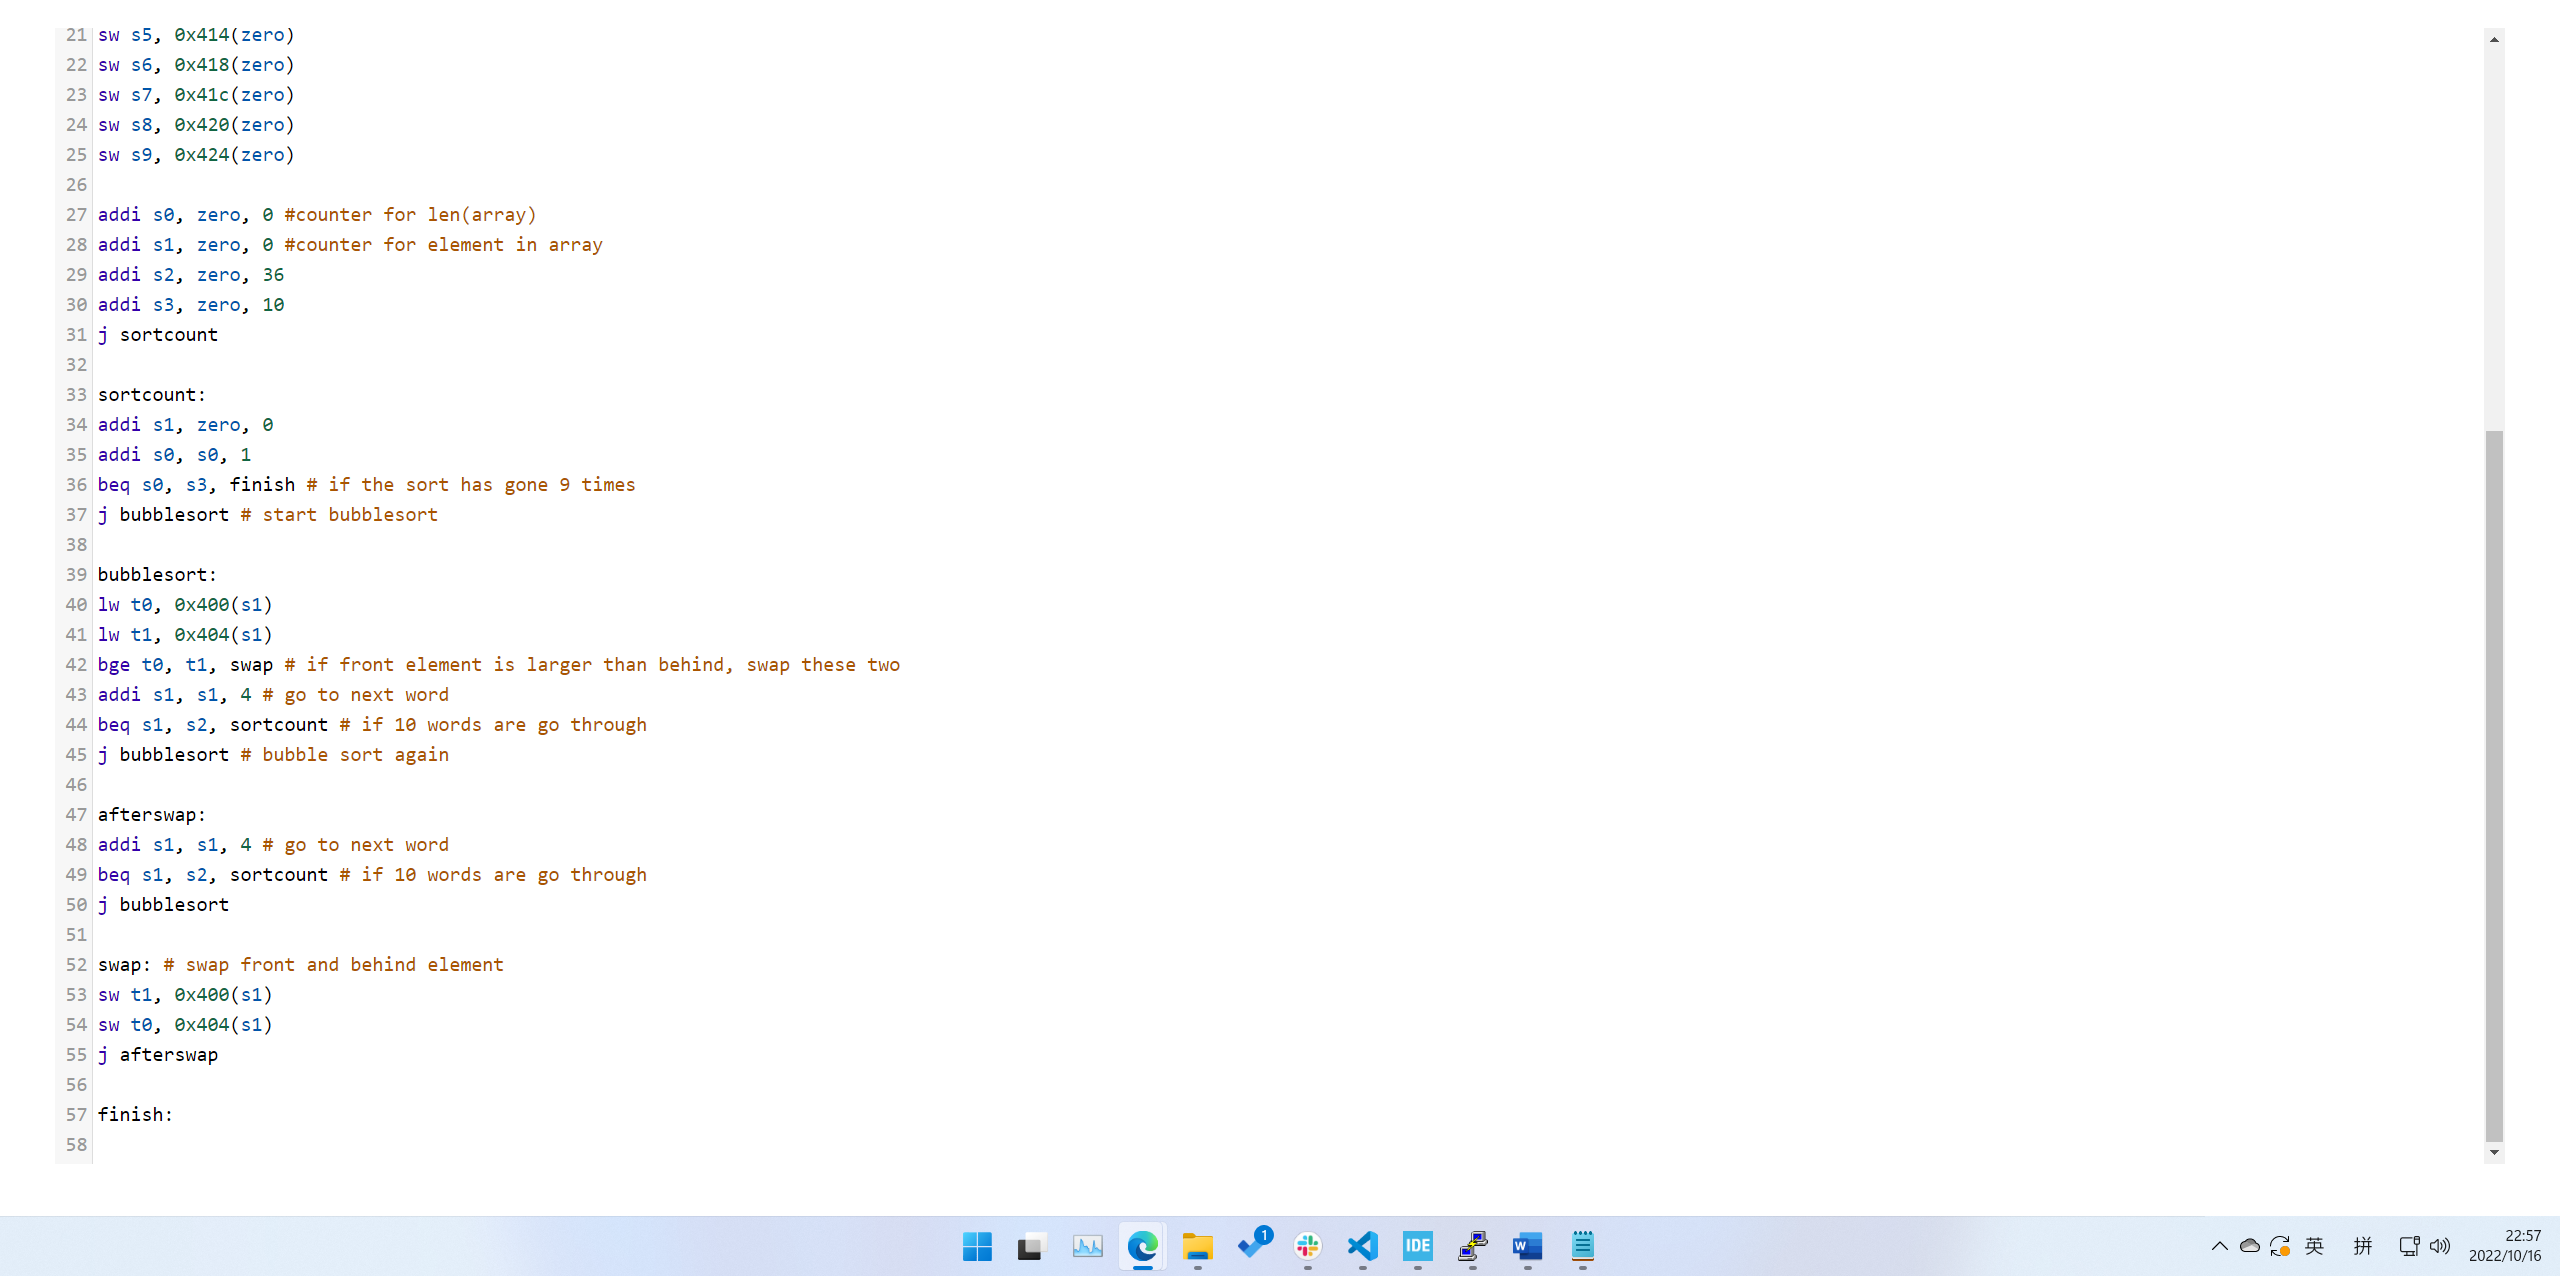 21 sw s5, 0x414(zero)
22 sw s6, 0x418(zero)
23 sw s7, 0x41c(zero)
24 sw s8, 0x420(zero)
25 sw s9, 0x424(zero)
26
27 addi s0, zero, 0 #counter for len(array)
28 addi s1, zero, 0 #counter for element in array
29 addi s2, zero, 36
30 addi s3, zero, 10
31 j sortcount
32
33 sortcount:
34 addi s1, zero, 0
35 addi s0, s0, 1
36 beq s0, s3, finish # if the sort has gone 9 times
37 j bubblesort # start bubblesort
38
39 bubblesort:
40 lw t0, 0x400(s1)
41 lw t1, 0x404(s1)
42 bge t0, t1, swap # if front element is larger than behind, swap these two
43 addi s1, s1, 4 # go to next word
44 beq s1, s2, sortcount # if 10 words are go through
45 j bubblesort # bubble sort again
46
47 afterswap:
48 addi s1, s1, 4 # go to next word
49 beq s1, s2, sortcount # if 10 words are go through
50 j bubblesort
51
52 swap: # swap front and behind element
53 sw t1, 0x400(s1)
54 sw t0, 0x404(s1)
55 j afterswap
56
57 finish:
58
1
IDE
W
英 拼
22:57
2022/10/16